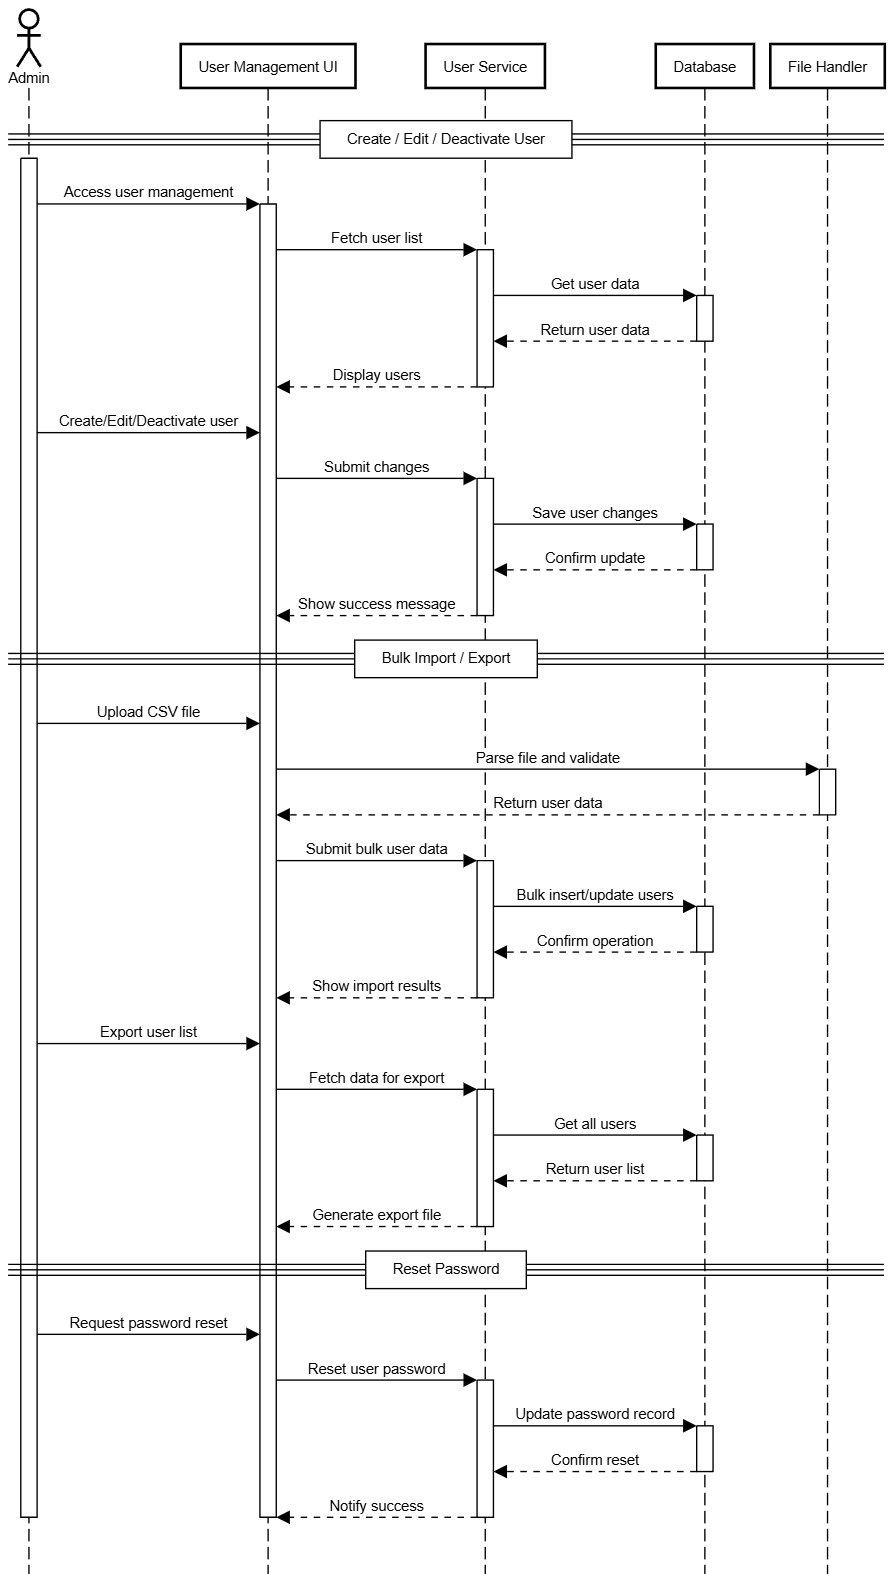 Admin
User Management UI
User Service
Database
File Handler
Create / Edit / Deactivate User
Access user management
Fetch user list
Get user data
Return user data
Display users
Create/Edit/Deactivate user
Submit changes
Save user changes
Confirm update
Show success message
Bulk Import / Export
Upload CSV file
Parse file and validate
Return user data
Submit bulk user data
Bulk insert/update users
Confirm operation
Show import results
Export user list
Fetch data for export
Get all users
Return user list
Generate export file
Reset Password
Request password reset
Reset user password
Update password record
Confirm reset
Notify success